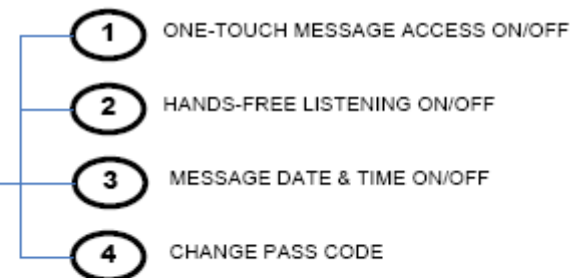 1 ONE-TOUCH MESSAGE ACCESS ON/OFF
2 HANDS-FREE LISTENING ON/OFF
3 MESSAGE DATE & TIME ON/OFF
4 CHANGE PASS CODE